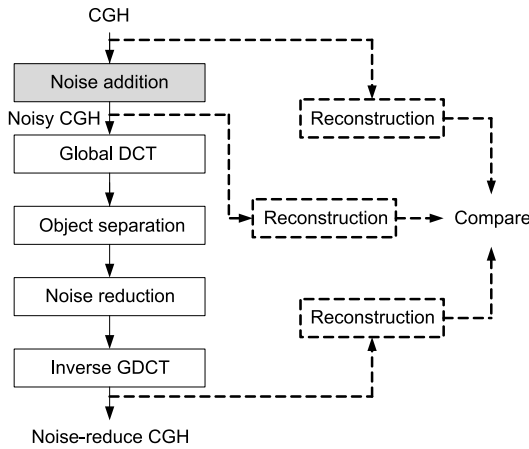 CGH
Noise addition
Noisy CGH
Reconstruction
Global DCT
Object separation
Reconstruction
Compare
Noise reduction
Reconstruction
Inverse GDCT
Noise-reduce CGH